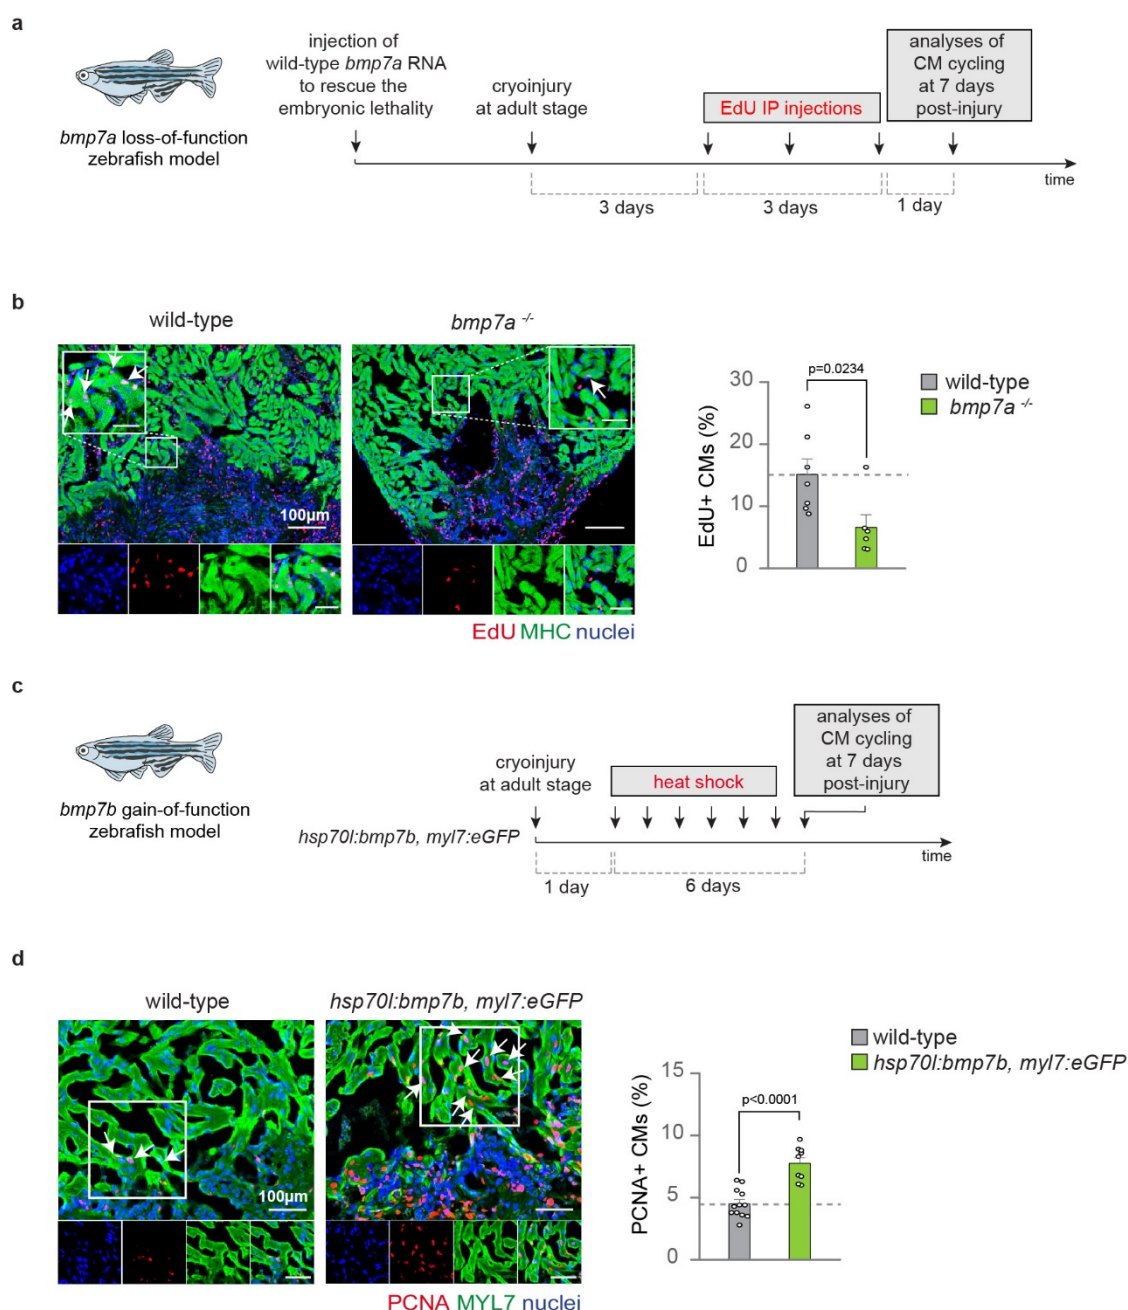 a
injection of
wild-type bmp7a RNA
to rescue the
embryonic lethality
cryoinjury
at adult stage
EdU IP injections
analyses of
CM cycling
at 7 days
post-injury
bmp7a loss-of-function
zebrafish model
time
3 days
3 days
1 day
b
wild-type
bmp7a -/-
100µm
EdU MHC nuclei
p=0.0234
wild-type
bmp7a -/-
EdU+ CMs (%)
30
15
10
0
c
bmp7b gain-of-function
zebrafish model
cryoinjury
at adult stage
heat shock
analyses of
CM cycling
at 7 days
post-injury
hsp70l:bmp7b, myl7:eGFP
time
1 day
6 days
d
wild-type
hsp70l:bmp7b, myl7:eGFP
100µm
PCNA MYL7 nuclei
wild-type
hsp70l:bmp7b, myl7:eGFP
p<0.0001
PCNA+ CMs (%)
15
10
5
0